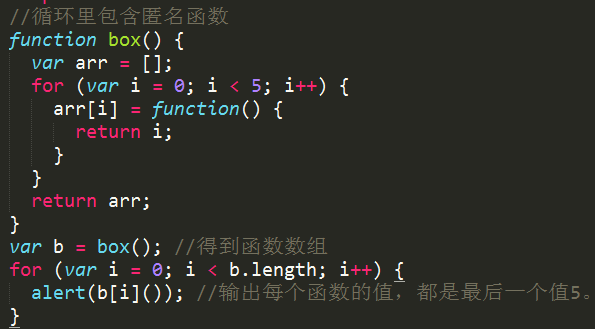 //循环里包含匿名函数
function box() {
  var arr = [];
  for (var i = 0; i < 5; i++) {
    arr[i] = function() {
      return i;
    }
  }
  return arr;
}
var b = box(); //得到函数数组
for (var i = 0; i < b.length; i++) {
  alert(b[i]()); //输出每个函数的值，都是最后一个值5。
}